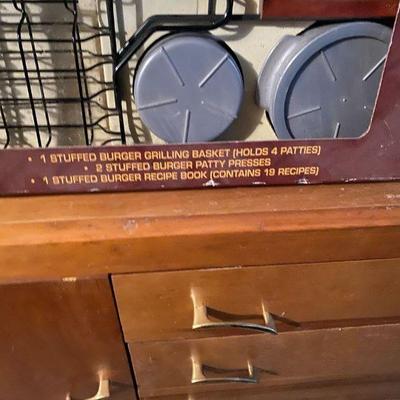 • 1 STUFFED BURGER GRILLING BASKET (HOLDS 4 PATTIES)
• 2 STUFFED BURGER PATTY PRESSES
• 1 STUFFED BURGER RECIPE BOOK (CONTAINS 19 RECIPES)